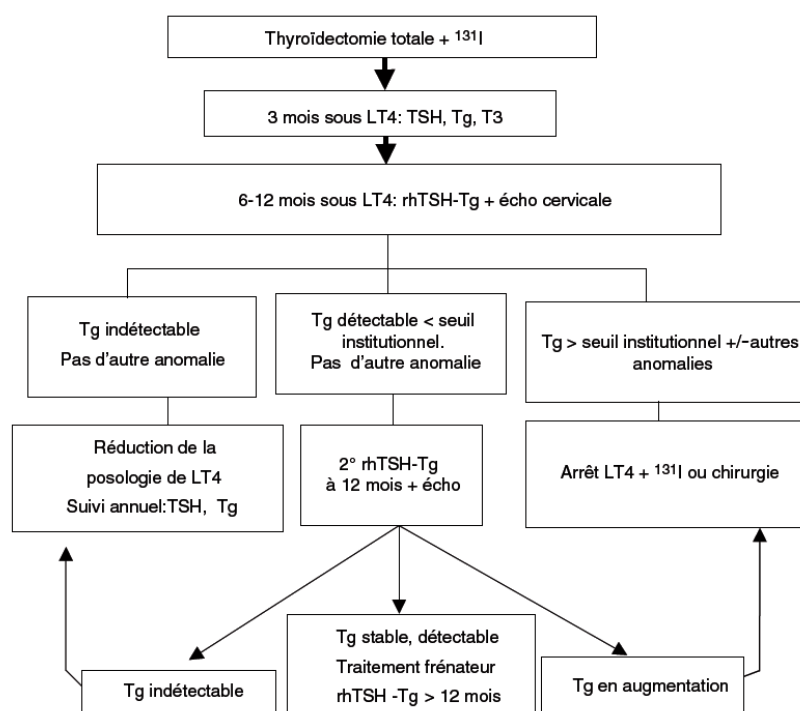 Thyroïdectomie totale + ¹³¹I
3 mois sous LT4: TSH, Tg, T3
6-12 mois sous LT4: rhTSH-Tg + écho cervicale
Tg indétectable
Pas d'autre anomalie
Tg détectable < seuil
institutionnel.
Pas d'autre anomalie
Tg > seuil institutionnel +/-autres
anomalies
Réduction de la
posologie de LT4
Suivi annuel:TSH, Tg
2° rhTSH-Tg
à 12 mois + écho
Arrêt LT4 + ¹³¹I ou chirurgie
Tg indétectable
Tg stable, détectable
Traitement frénateur
rhTSH -Tg > 12 mois
Tg en augmentation